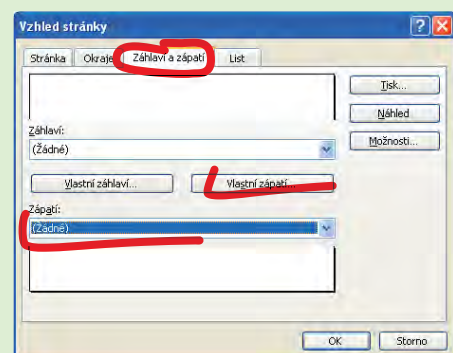 Vzhled stránky
Stránka Okraje Záhlaví a zápatí List
Tisk...
Náhled
Záhlaví:
(Žádné)
Možnosti...
Vlastní záhlaví... Vlastní zápatí...
Zápatí:
(Žádné)
OK Storno